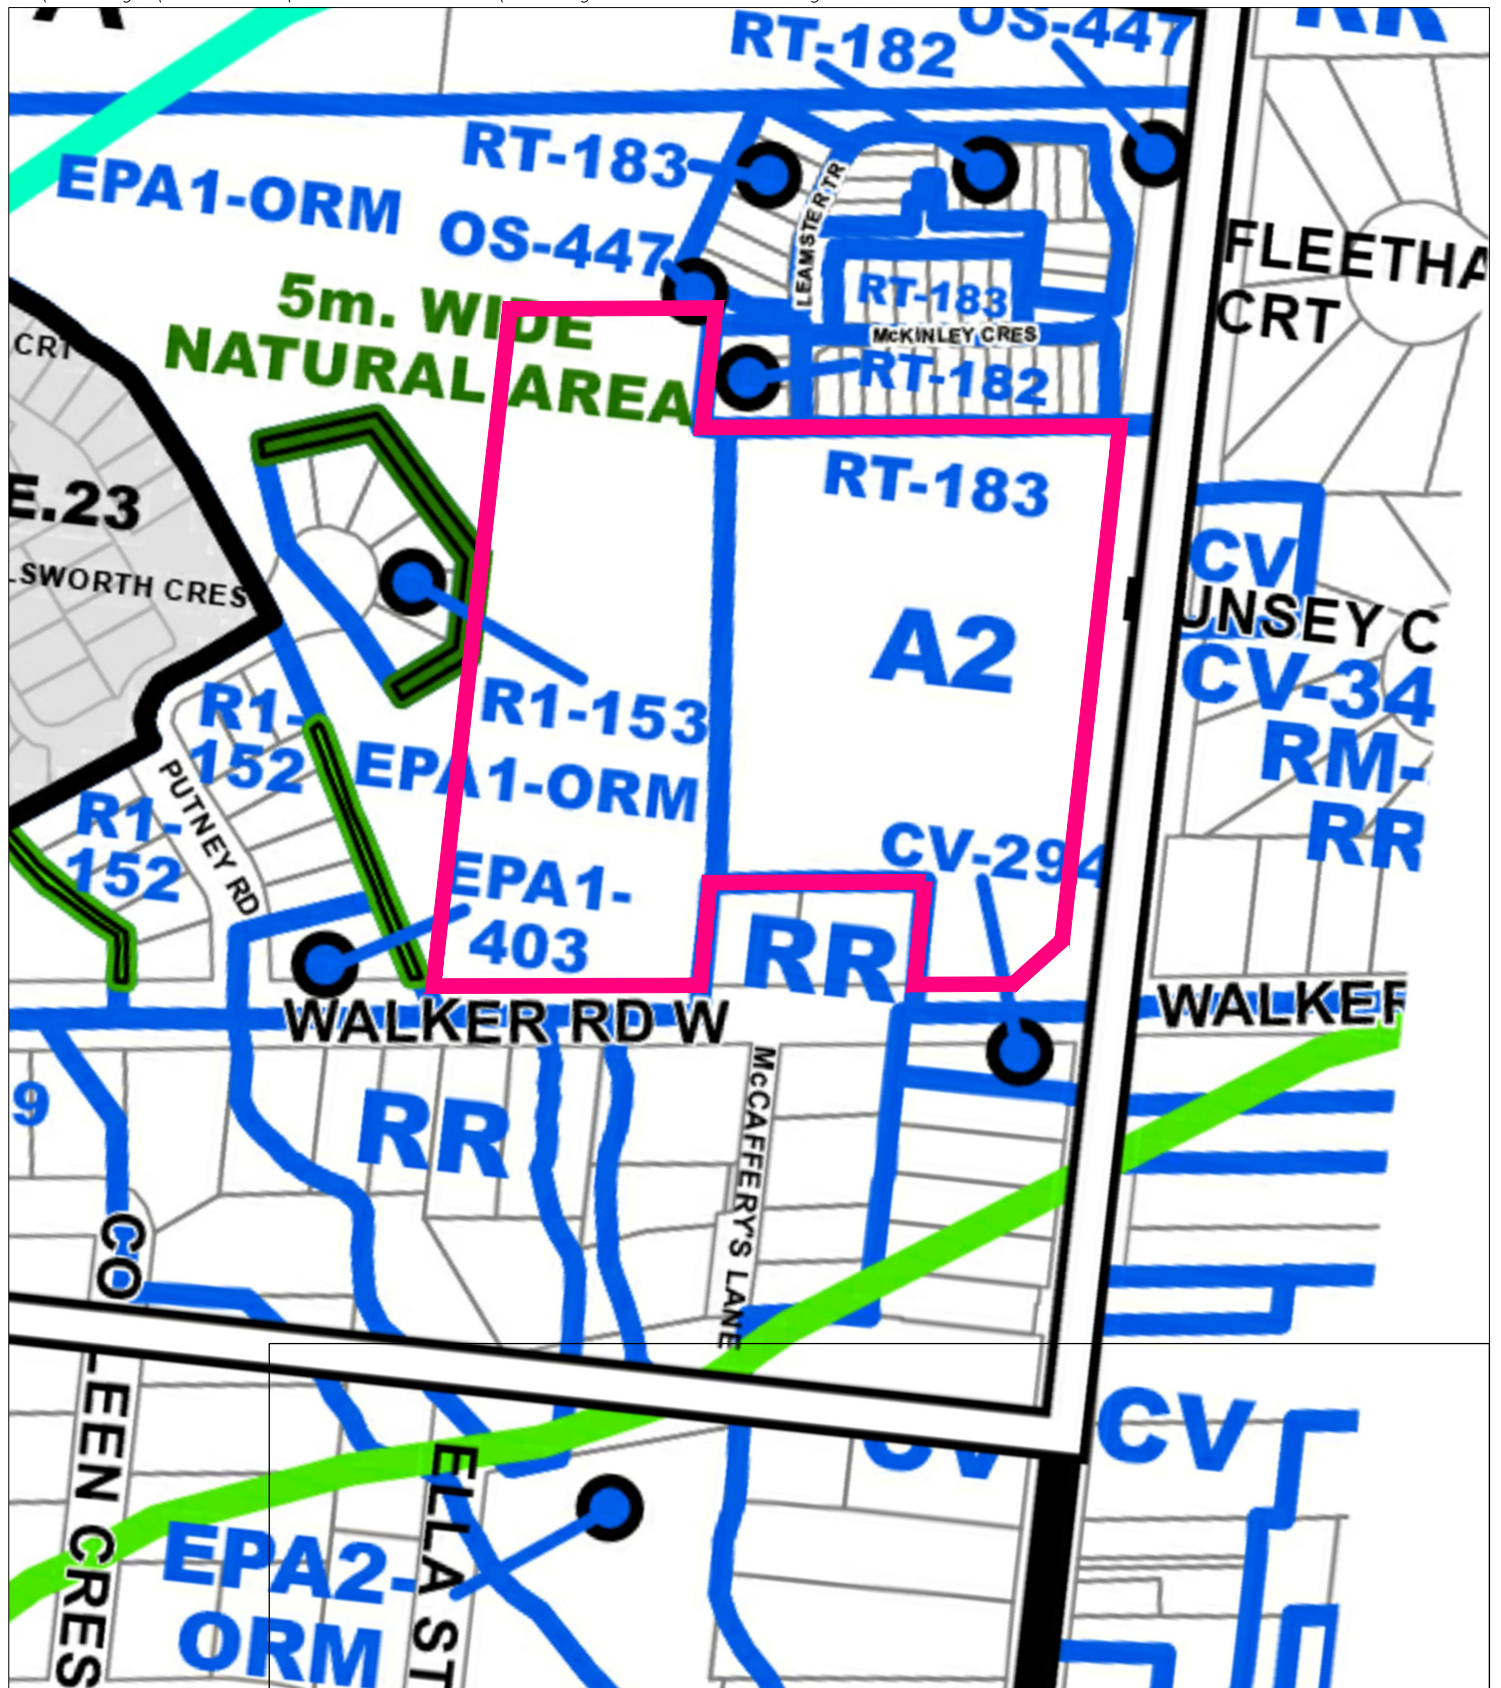 RT-182
OS-447
RR
RT-183
EPA1-ORM
OS-447
LEAMSTER TR
5m. WIDE
NATURAL AREA
RT-183
McKINLEY CRES
RT-182
FLEETHA
CRT
CRT
RT-183
E.23
LSWORTH CRES
CV
UNSEY C
A2
CV-34
RM-
RR
R1-
152
R1-153
EPA1-ORM
PUTNEY RD
R1-
152
CV-294
EPA1-
403
RR
WALKER RD W
WALKER
9
RR
McCAFFERY'S LANE
CO
LEEN CRES
ELLA ST
CV
CV
EPA2-
ORM